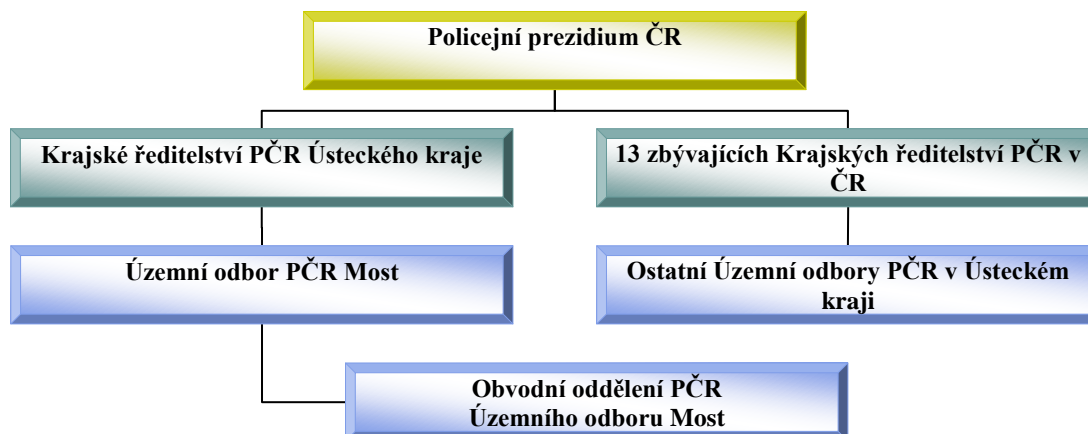 Policejní prezidium ČR
Krajské ředitelství PČR Ústeckého kraje
13 zbývajících Krajských ředitelství PČR v
ČR
Územní odbor PČR Most
Ostatní Územní odbory PČR v Ústeckém
kraji
Obvodní oddělení PČR
Územního odboru Most